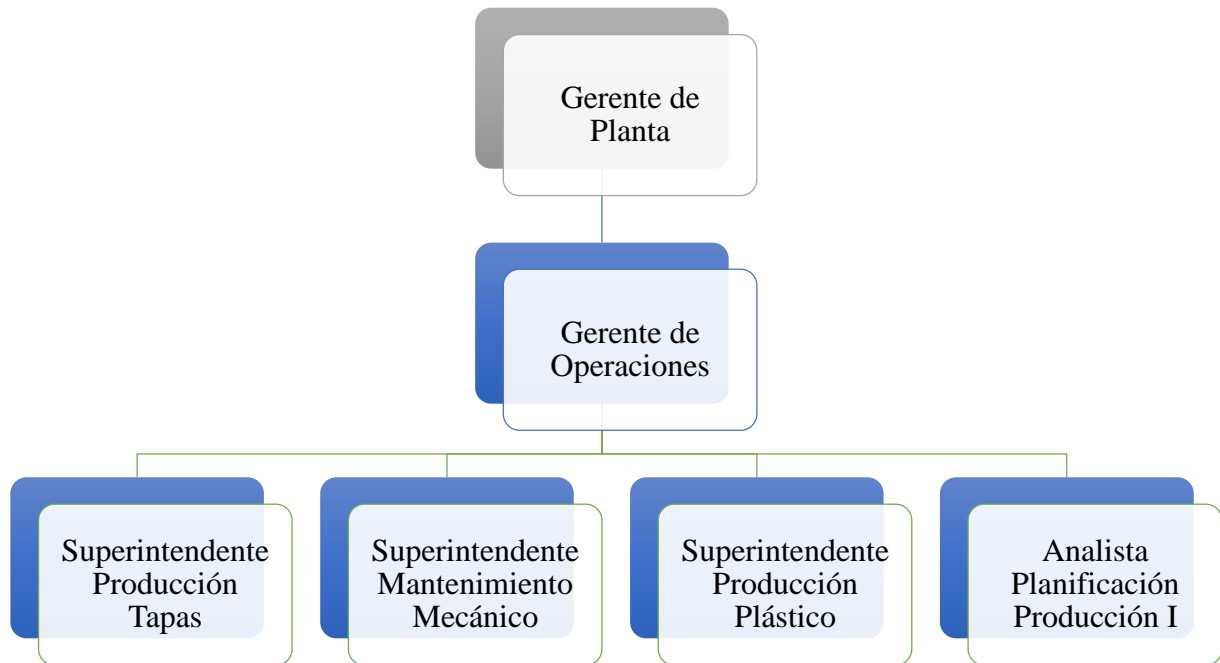 Gerente de
Planta
Gerente de
Operaciones
Superintendente
Producción
Tapas
Superintendente
Mantenimiento
Mecánico
Superintendente
Producción
Plástico
Analista
Planificación
Producción I